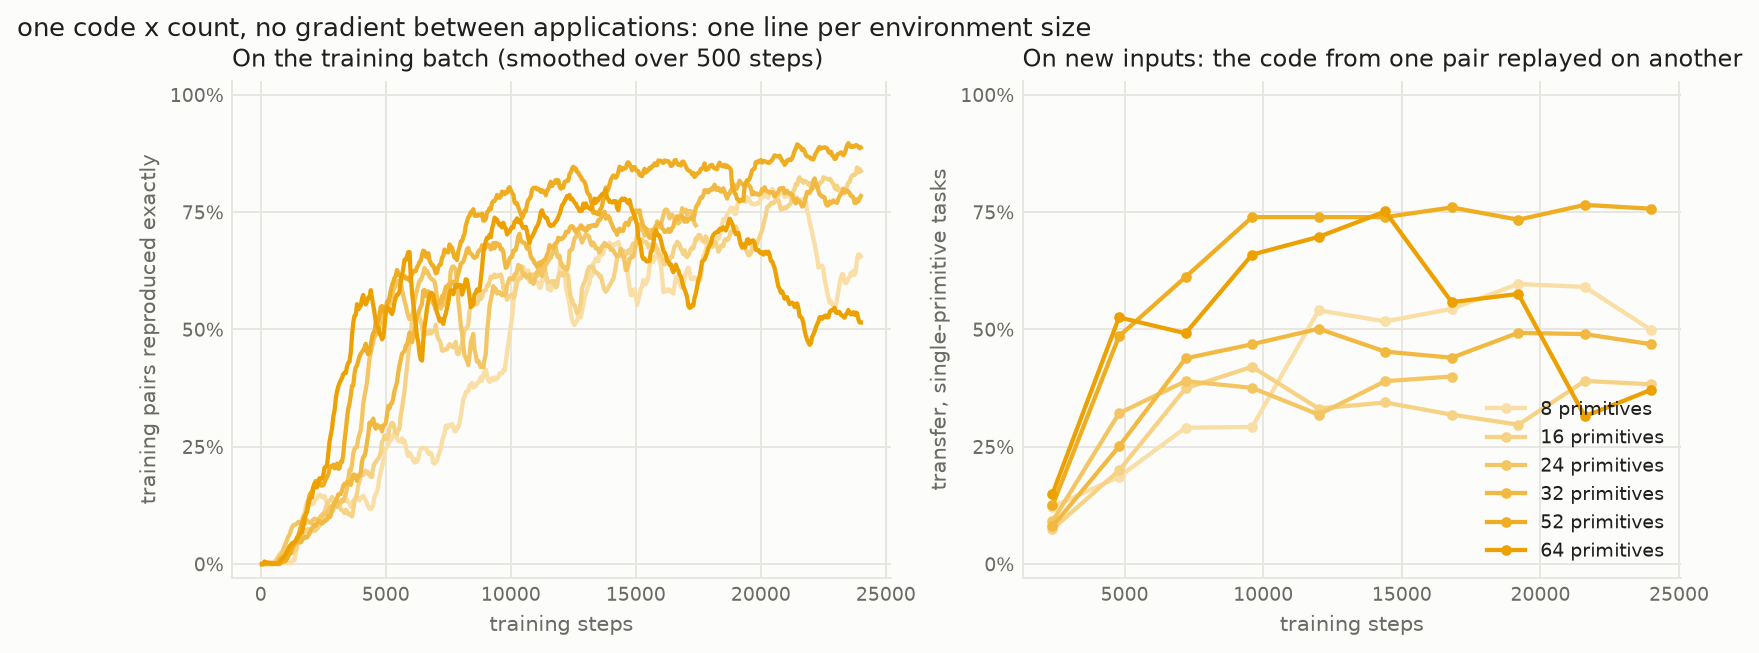 one code x count, no gradient between applications: one line per environment size
On the training batch (smoothed over 500 steps)
training pairs reproduced exactly
100%
75%
50%
25%
0%
0 5000 10000 15000 20000 25000
training steps
On new inputs: the code from one pair replayed on another
transfer, single-primitive tasks
100%
75%
50%
25%
0%
8 primitives
16 primitives
24 primitives
32 primitives
52 primitives
64 primitives
5000 10000 15000 20000 25000
training steps